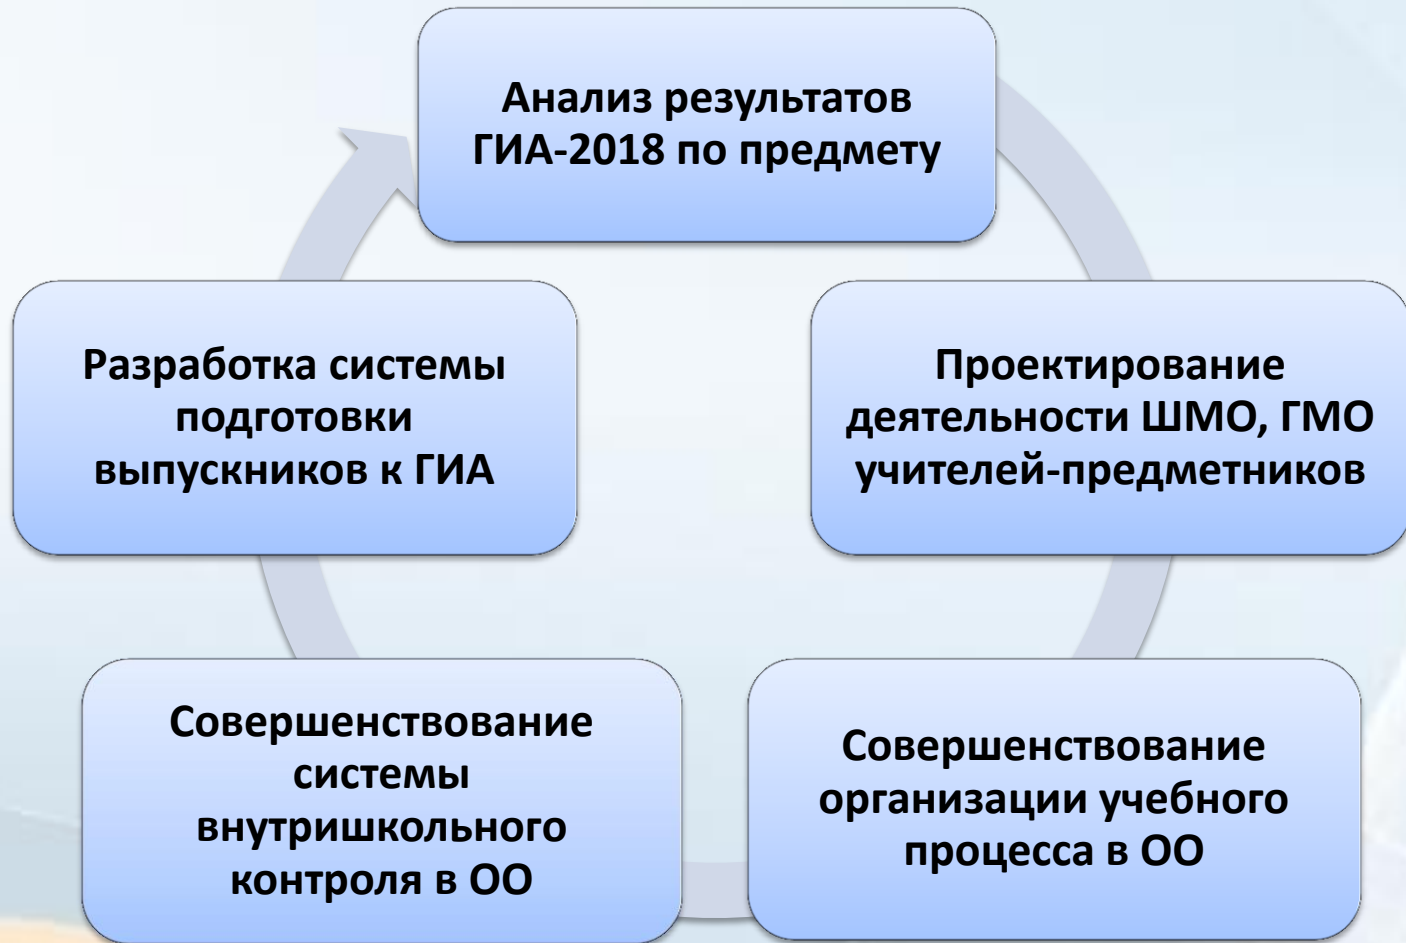 Анализ результатов
ГИА-2018 по предмету
Разработка системы
подготовки
выпускников к ГИА
Проектирование
деятельности ШМО, ГМО
учителей-предметников
Совершенствование
системы
внутришкольного
контроля в ОО
Совершенствование
организации учебного
процесса в ОО